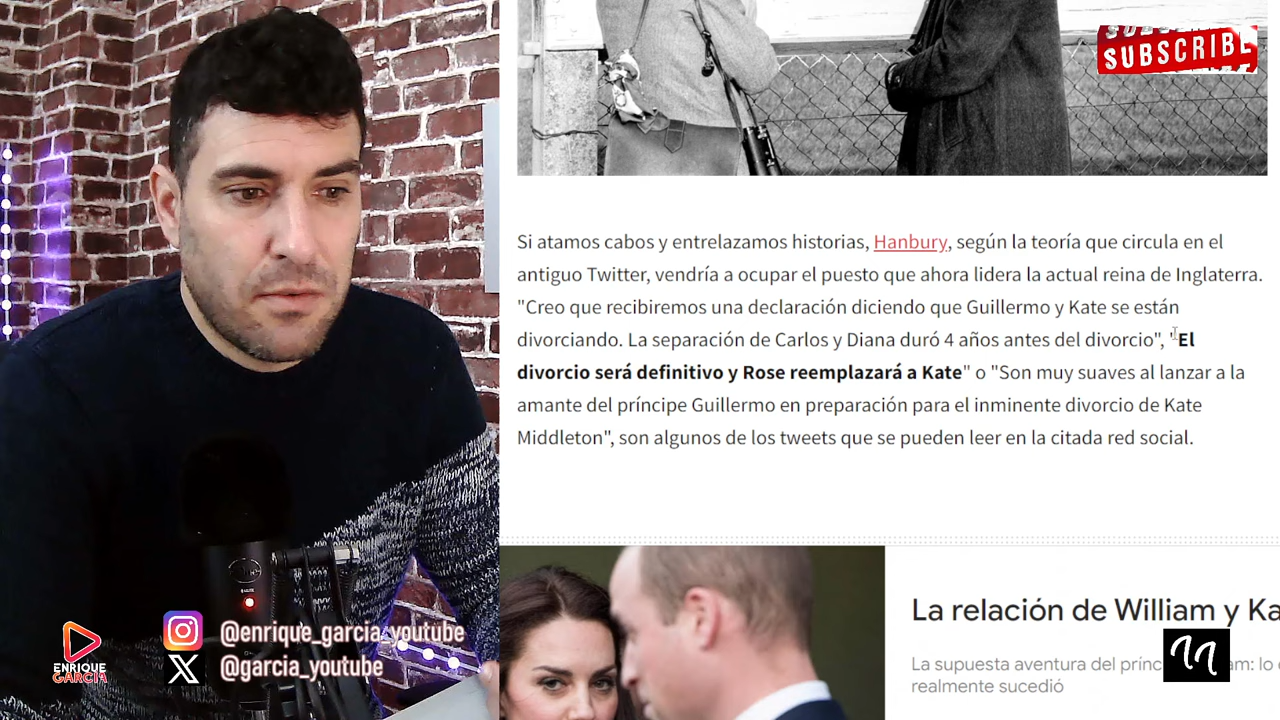 SUBSCRIBE
Si atamos cabos y entrelazamos historias, Hanbury, según la teoría que circula en el
antiguo Twitter, vendría a ocupar el puesto que ahora lidera la actual reina de Inglaterra.
"Creo que recibiremos una declaración diciendo que Guillermo y Kate se están
divorciando. La separación de Carlos y Diana duró 4 años antes del divorcio", "El
divorcio será definitivo y Rose reemplazará a Kate" o "Son muy suaves al lanzar a la
amante del príncipe Guillermo en preparación para el inminente divorcio de Kate
Middleton", son algunos de los tweets que se pueden leer en la citada red social.
La relación de William y Ka
La supuesta aventura del prínc am: lo
realmente sucedió
@enrique_garcia_youtube
@garcia_youtube
ENRIQUE
GARCIA